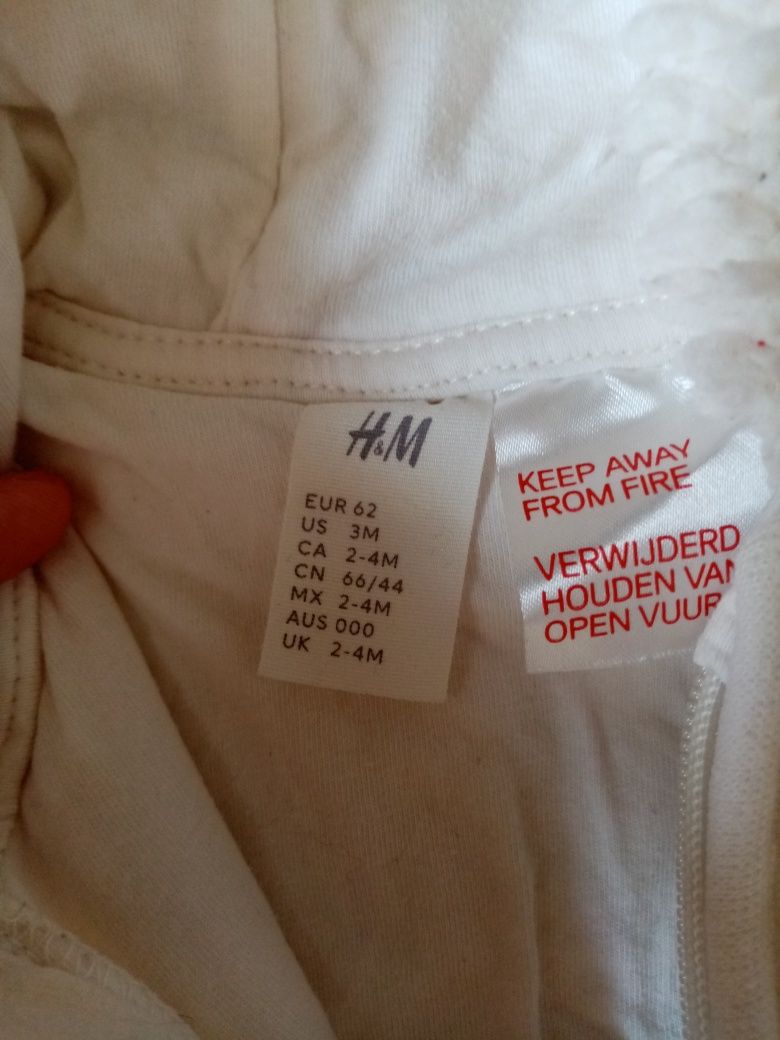 H&M
EUR 62
US 3M
CA 2-4M
CN 66/44
MX 2-4M
AUS 000
UK 2-4M
KEEP AWAY
FROM FIRE
VERWIJDERD
HOUDEN VAN
OPEN VUUR